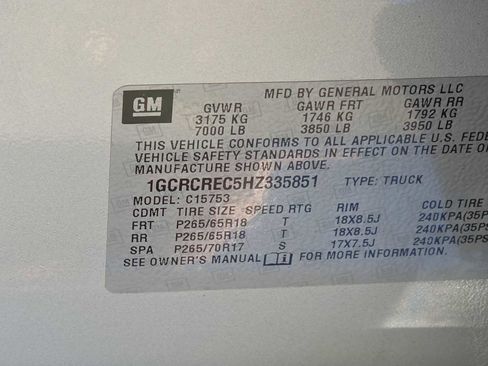 GM
MFD BY GENERAL MOTORS LLC
GVWR GAWR FRT GAWR RR
3175 KG 1746 KG 1792 KG
7000 LB 3850 LB 3950 LB
THIS VEHICLE CONFORMS TO ALL APPLICABLE U.S. FEDE
VEHICLE SAFETY STANDARDS IN EFFECT ON THE DATE
MANUFACTURE SHOWN ABOVE.
1GCRCREC5HZ335851 TYPE: TRUCK
MODEL: C15753
CDMT TIRE SIZE SPEED RTG RIM COLD TIRE
FRT P265/65R18 T 18X8.5J 240KPA(35PS
RR P265/65R18 T 18X8.5J 240KPA(35PS
SPA P265/70R17 S 17X7.5J 240KPA(35PS
SEE OWNER'S MANUAL FOR MORE INFORMATION.